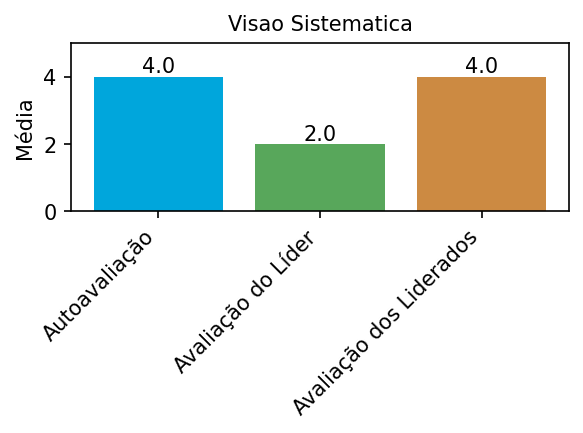 Visao Sistematica
4.0
2.0
4.0
Média
4
2
0
Autoavaliação
Avaliação do Líder
Avaliação dos Liderados